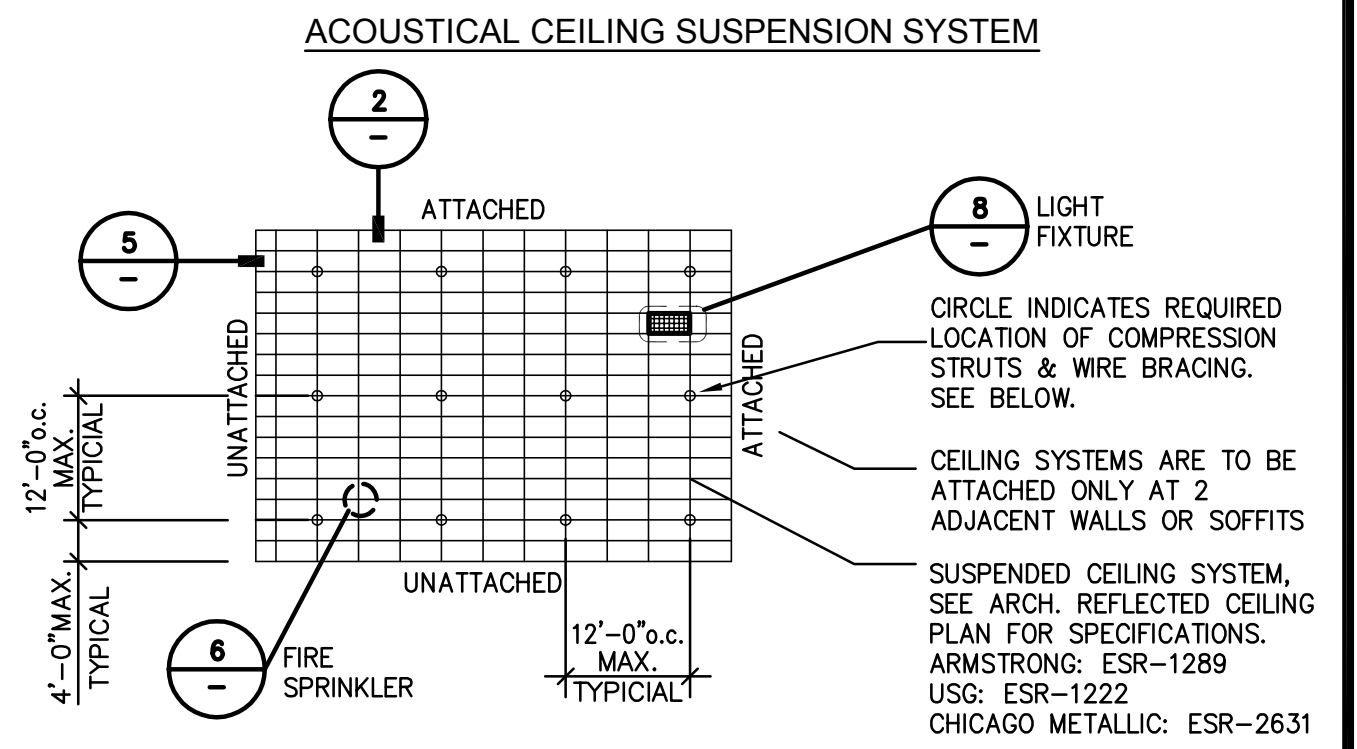 ACOUSTICAL CEILING SUSPENSION SYSTEM
2
–
ATTACHED
5
–
8
–
LIGHT
FIXTURE
CIRCLE INDICATES REQUIRED
LOCATION OF COMPRESSION
STRUTS & WIRE BRACING.
SEE BELOW.
UNATTACHED
ATTACHED
12'-0"o.c.
MAX.
TYPICIAL
CEILING SYSTEMS ARE TO BE
ATTACHED ONLY AT 2
ADJACENT WALLS OR SOFFITS
UNATTACHED
4'-0"MAX.
TYPICAL
6
–
FIRE
SPRINKLER
12'-0"o.c.
MAX.
TYPICIAL
SUSPENDED CEILING SYSTEM,
SEE ARCH. REFLECTED CEILING
PLAN FOR SPECIFICATIONS.
ARMSTRONG: ESR-1289
USG: ESR-1222
CHICAGO METALLIC: ESR-2631